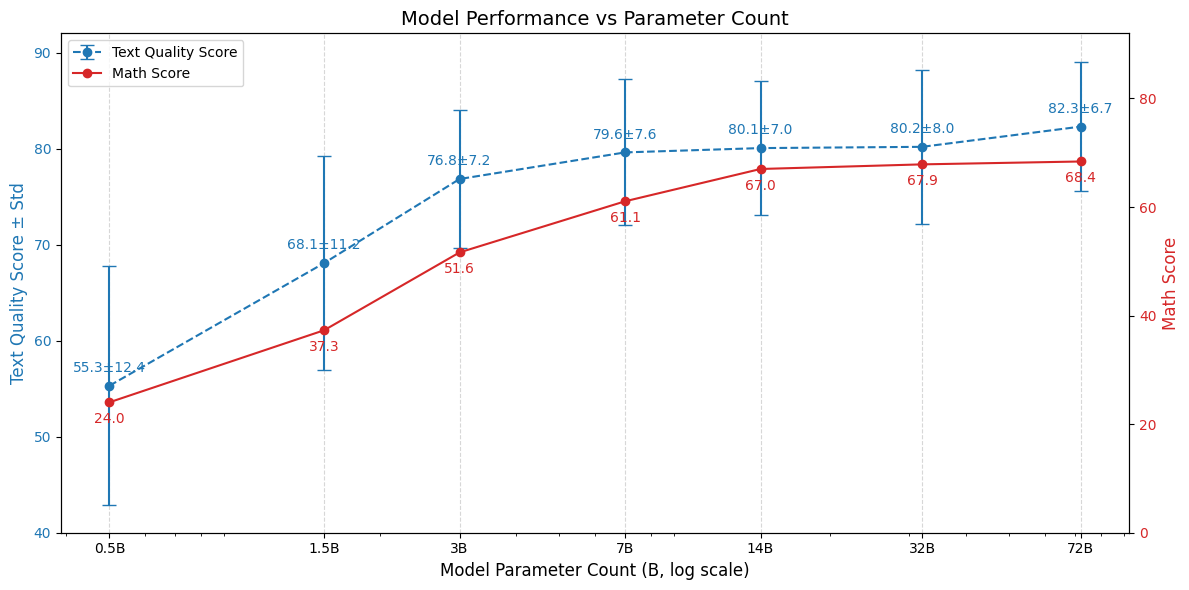 Model Performance vs Parameter Count
Text Quality Score
Math Score
90
80
70
60
50
40
Text Quality Score ± Std
80
60
40
20
0
Math Score
55.3±12.4
68.1±11.2
76.8±7.2
79.6±7.6
80.1±7.0
80.2±8.0
82.3±6.7
24.0
37.3
51.6
61.1
67.0
67.9
68.4
0.5B
1.5B
3B
7B
14B
32B
72B
Model Parameter Count (B, log scale)